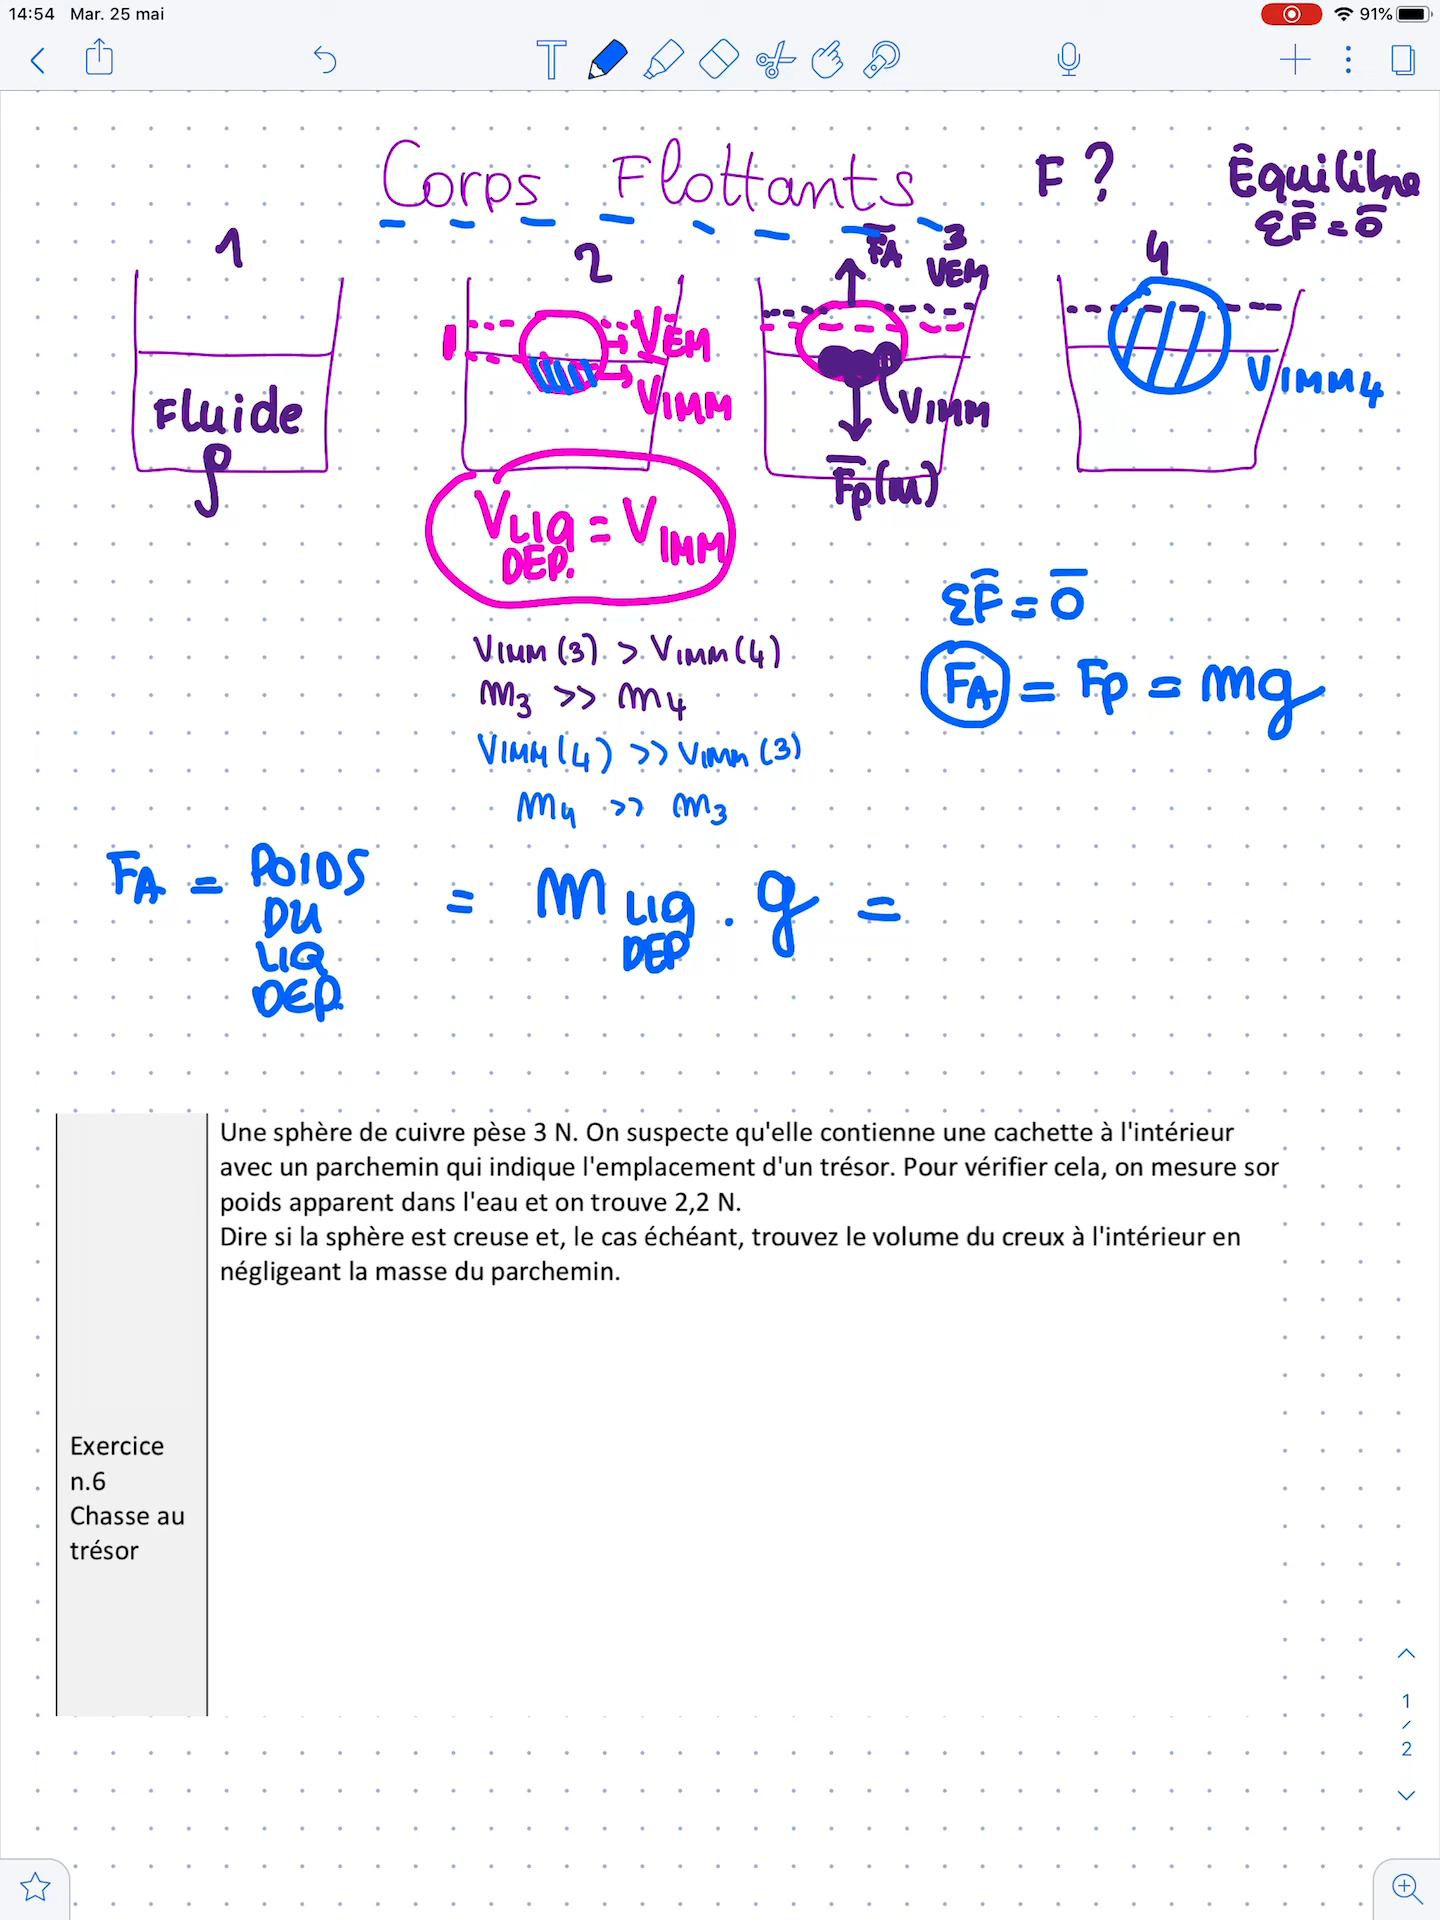 14:54 Mar. 25 mai 91%
Corps Flottants F ? Équilibre
ΣF̅ = 0̅
1 2 F̅A 3 4
VEM
VEM
VIMM
VIMM
VIMM4
Fluide
ρ
F̅p(m)
VLIQ = VIMM
DEP.
ΣF̅ = 0̅
VIMM (3) > VIMM (4)
m3 >> m4
FA = Fp = mg
VIMM (4) >> VIMM (3)
m4 >> m3
FA = POIDS = m LIQ . g =
DU DEP
LIQ
DEP.
Une sphère de cuivre pèse 3 N. On suspecte qu'elle contienne une cachette à l'intérieur
avec un parchemin qui indique l'emplacement d'un trésor. Pour vérifier cela, on mesure sor
poids apparent dans l'eau et on trouve 2,2 N.
Dire si la sphère est creuse et, le cas échéant, trouvez le volume du creux à l'intérieur en
négligeant la masse du parchemin.
Exercice
n.6
Chasse au
trésor
1
/
2